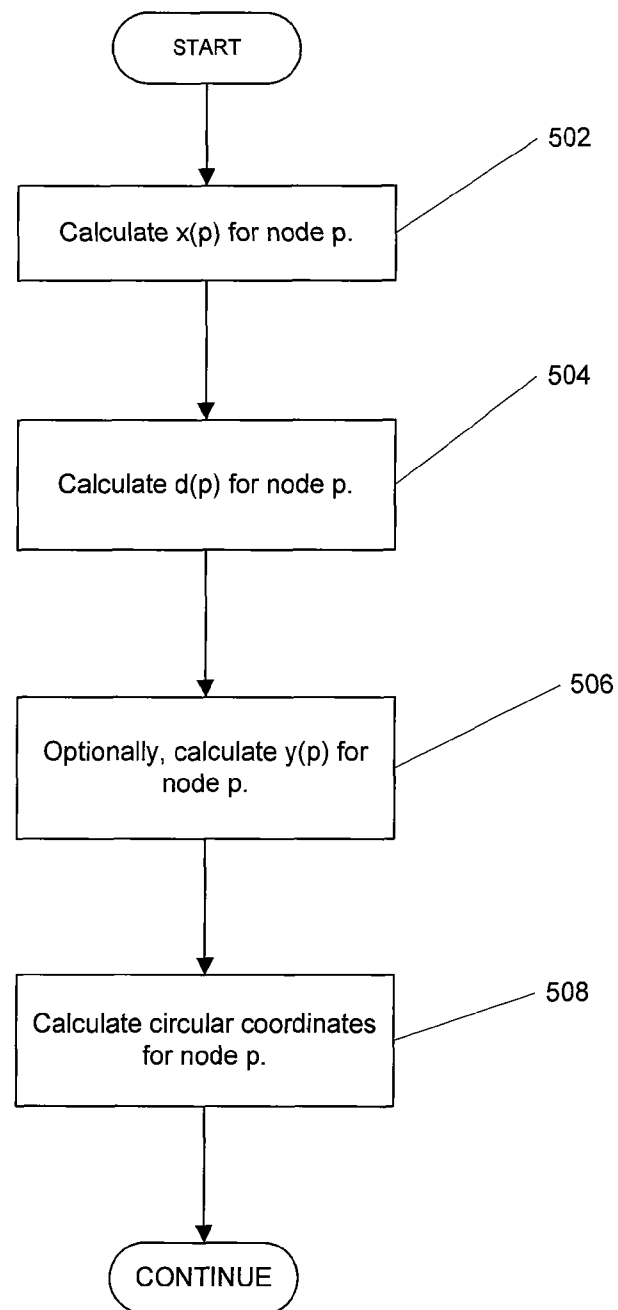 START
502
Calculate x(p) for node p.
504
Calculate d(p) for node p.
506
Optionally, calculate y(p) for
node p.
508
Calculate circular coordinates
for node p.
CONTINUE